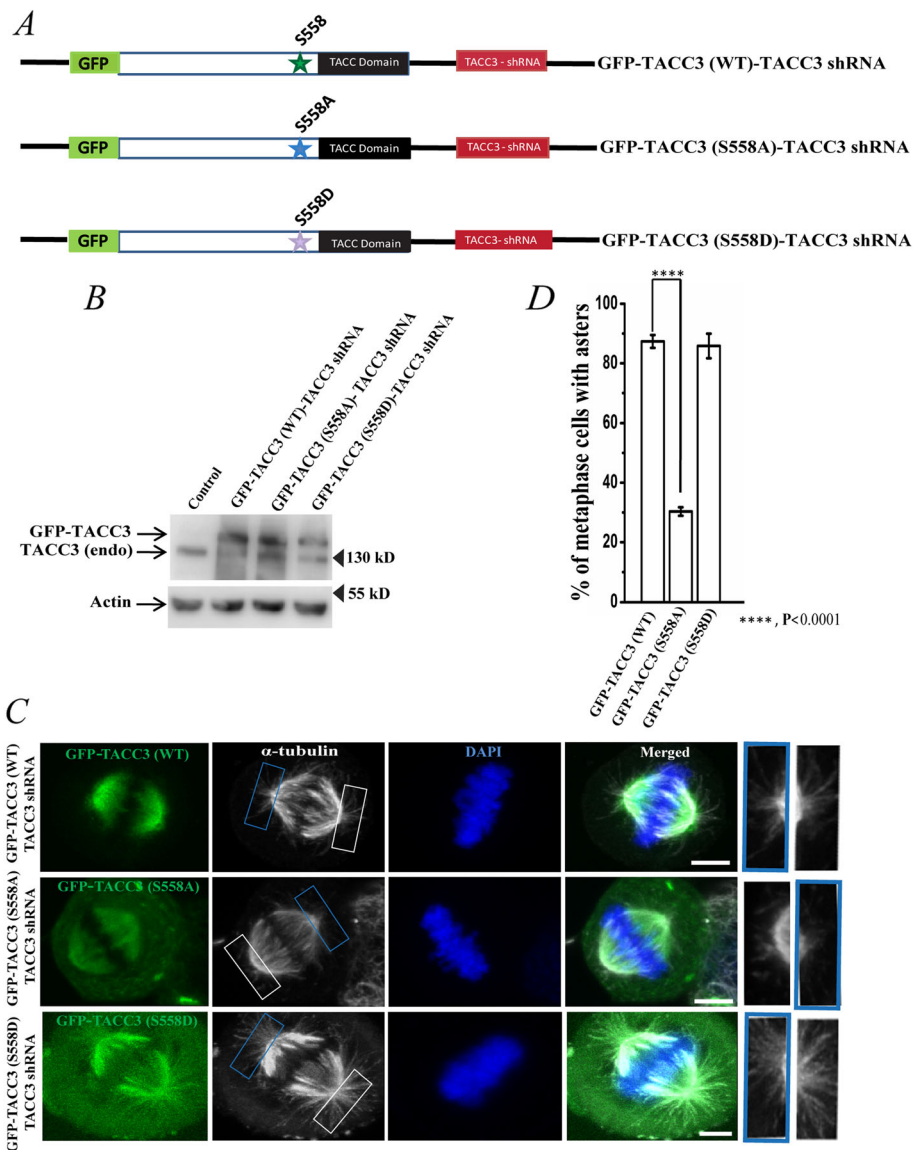 A
S558
GFP
TACC Domain
TACC3 - shRNA
GFP-TACC3 (WT)-TACC3 shRNA
S558A
GFP
TACC Domain
TACC3 - shRNA
GFP-TACC3 (S558A)-TACC3 shRNA
S558D
GFP
TACC Domain
TACC3- shRNA
GFP-TACC3 (S558D)-TACC3 shRNA
B
Control
GFP-TACC3 (WT)-TACC3 shRNA
GFP-TACC3 (S558A)- TACC3 shRNA
GFP-TACC3 (S558D)-TACC3 shRNA
GFP-TACC3
TACC3 (endo)
130 kD
55 kD
Actin
D
****
% of metaphase cells with asters
100
80
60
40
20
0
GFP-TACC3 (WT)
GFP-TACC3 (S558A)
GFP-TACC3 (S558D)
****, P<0.0001
C
GFP-TACC3 (WT)
TACC3 shRNA
GFP-TACC3 (WT)
α-tubulin
DAPI
Merged
GFP-TACC3 (S558A)
TACC3 shRNA
GFP-TACC3 (S558A)
GFP-TACC3 (S558D)
TACC3 shRNA
GFP-TACC3 (S558D)